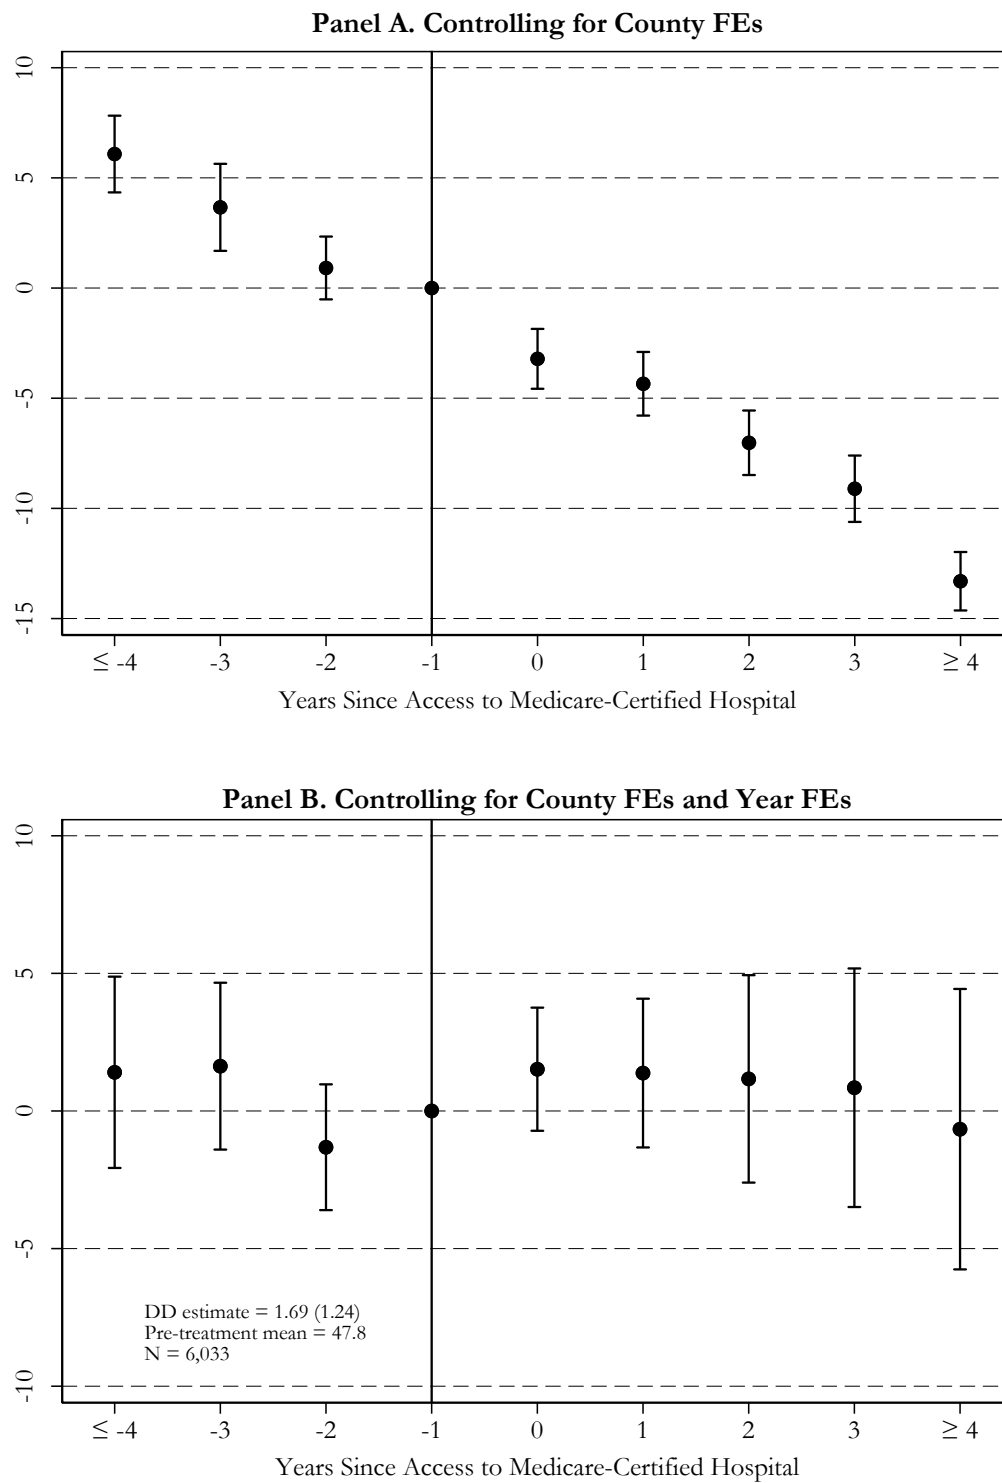 Panel A. Controlling for County FEs
10
5
0
-5
-10
-15
≤ -4 -3 -2 -1 0 1 2 3 ≥ 4
Years Since Access to Medicare-Certified Hospital
Panel B. Controlling for County FEs and Year FEs
10
5
0
-5
-10
DD estimate = 1.69 (1.24)
Pre-treatment mean = 47.8
N = 6,033
≤ -4 -3 -2 -1 0 1 2 3 ≥ 4
Years Since Access to Medicare-Certified Hospital